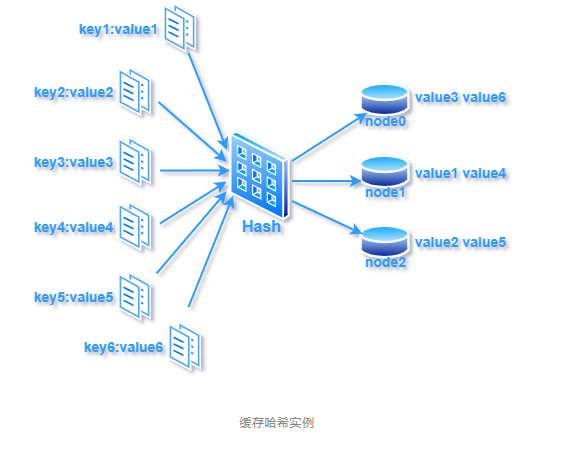 key1:value1
key2:value2
key3:value3
key4:value4
key5:value5
key6:value6
Hash
value3 value6
node0
value1 value4
node1
value2 value5
node2
缓存哈希实例